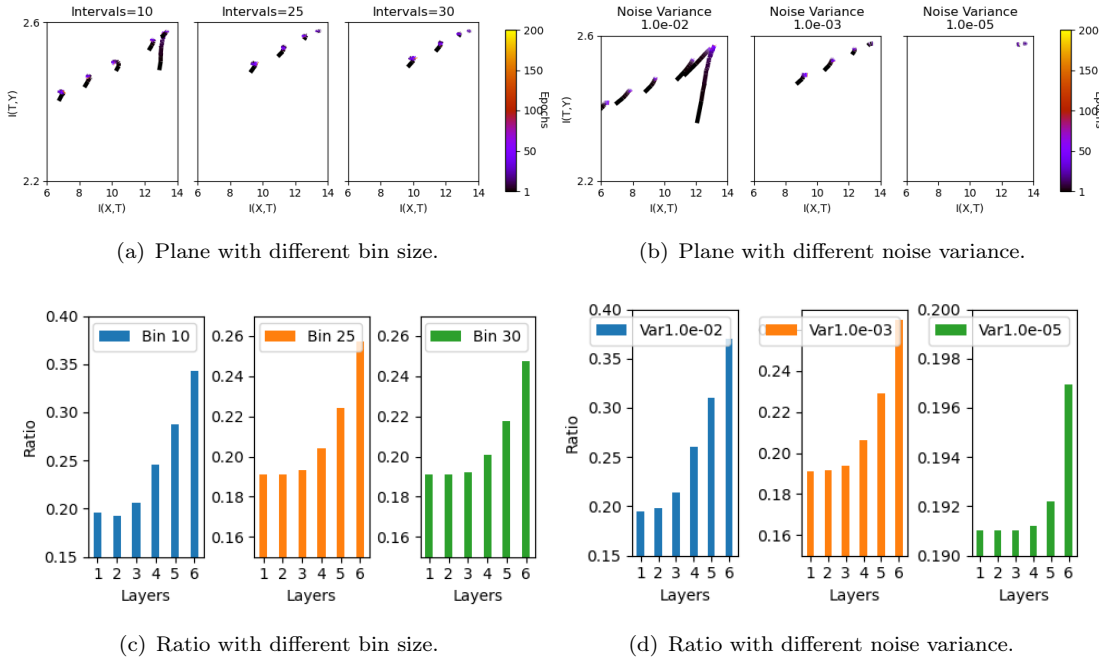 Intervals=10
Intervals=25
Intervals=30
2.6
2.2
I(T,Y)
6 8 10 12 14
6 8 10 12 14
6 8 10 12 14
I(X,T)
I(X,T)
I(X,T)
200
150
100
50
1
Epochs
Noise Variance
1.0e-02
Noise Variance
1.0e-03
Noise Variance
1.0e-05
2.6
2.2
I(T,Y)
6 8 10 12 14
6 8 10 12 14
6 8 10 12 14
I(X,T)
I(X,T)
I(X,T)
200
150
100
50
1
Epochs
(a) Plane with different bin size.
(b) Plane with different noise variance.
0.40
0.35
0.30
0.25
0.20
0.15
Ratio
Bin 10
1 2 3 4 5 6
Layers
0.26
0.24
0.22
0.20
0.18
0.16
Bin 25
1 2 3 4 5 6
Layers
0.26
0.24
0.22
0.20
0.18
0.16
Bin 30
1 2 3 4 5 6
Layers
0.40
0.35
0.30
0.25
0.20
0.15
Ratio
Var1.0e-02
1 2 3 4 5 6
Layers
0.24
0.22
0.20
0.18
0.16
Var1.0e-03
1 2 3 4 5 6
Layers
0.200
0.198
0.196
0.194
0.192
0.190
Var1.0e-05
1 2 3 4 5 6
Layers
(c) Ratio with different bin size.
(d) Ratio with different noise variance.